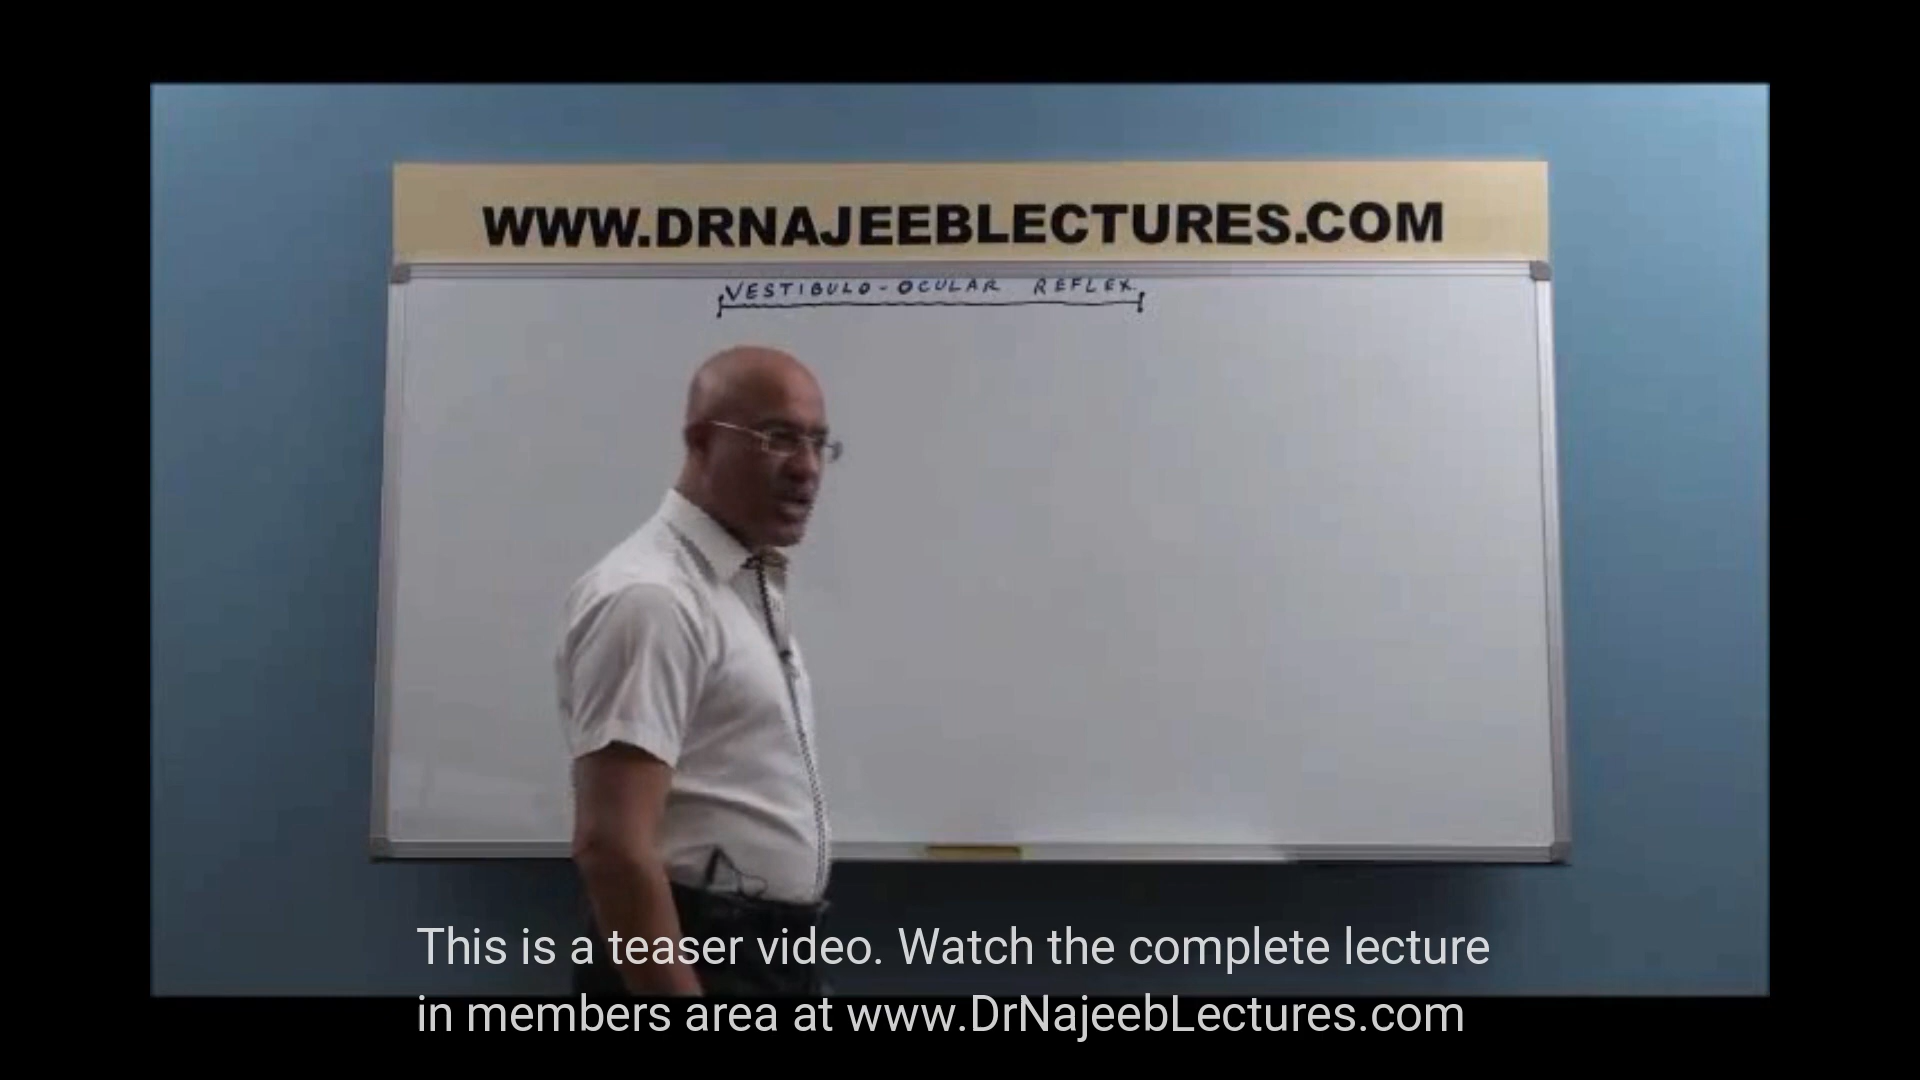 WWW.DRNAJEEBLECTURES.COM
VESTIBULO-OCULAR REFLEX
This is a teaser video. Watch the complete lecture
in members area at www.DrNajeebLectures.com